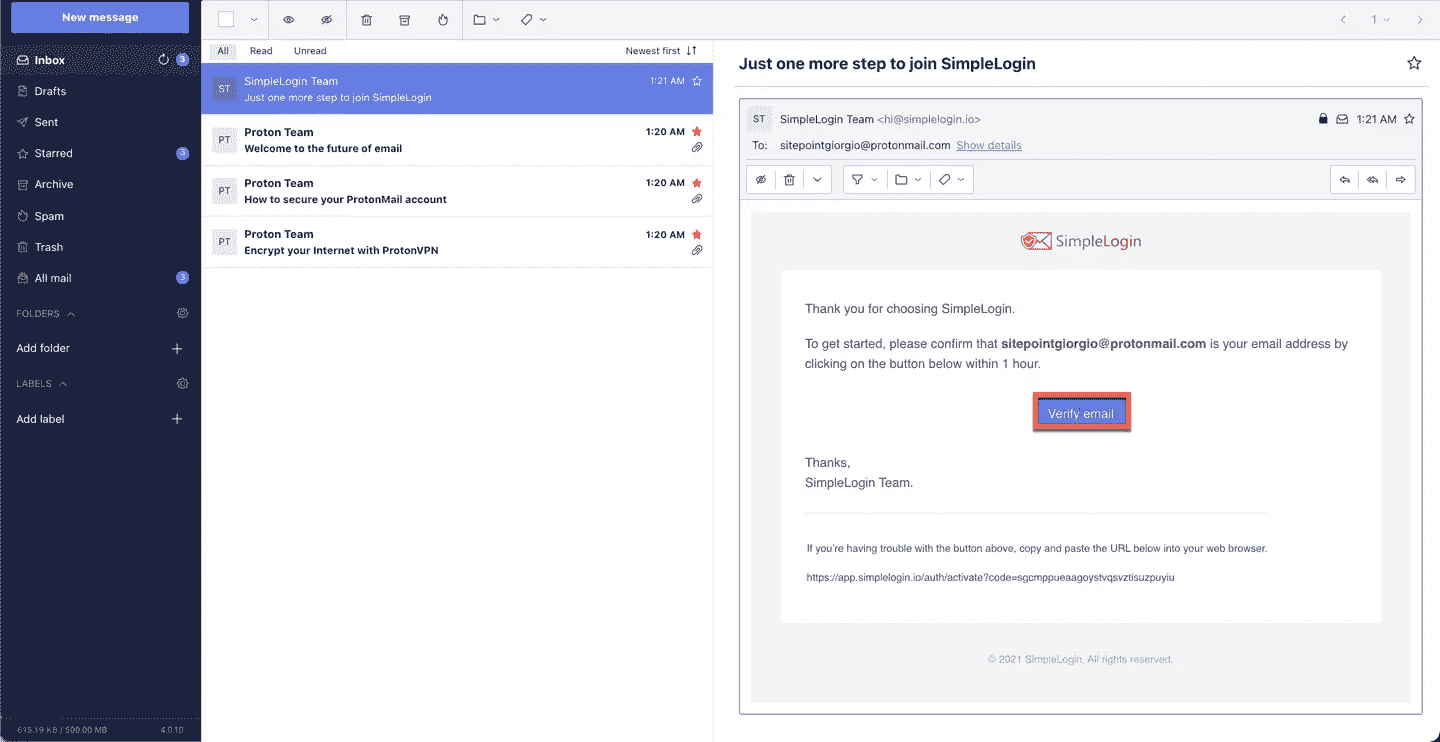 New message
Inbox 3
Drafts
Sent
Starred 3
Archive
Spam
Trash
All mail 3
FOLDERS
Add folder
LABELS
Add label
615.19 KB / 500.00 MB 4.0.10
1
All Read Unread Newest first
ST SimpleLogin Team 1:21 AM
Just one more step to join SimpleLogin
PT Proton Team 1:20 AM
Welcome to the future of email
PT Proton Team 1:20 AM
How to secure your ProtonMail account
PT Proton Team 1:20 AM
Encrypt your Internet with ProtonVPN
Just one more step to join SimpleLogin
ST SimpleLogin Team <hi@simplelogin.io> 1:21 AM
To: sitepointgiorgio@protonmail.com Show details
SimpleLogin
Thank you for choosing SimpleLogin.
To get started, please confirm that sitepointgiorgio@protonmail.com is your email address by
clicking on the button below within 1 hour.
Verify email
Thanks,
SimpleLogin Team.
If you're having trouble with the button above, copy and paste the URL below into your web browser.
https://app.simplelogin.io/auth/activate?code=sgcmppueaagoystvqsvztisuzpuyiu
© 2021 SimpleLogin. All rights reserved.